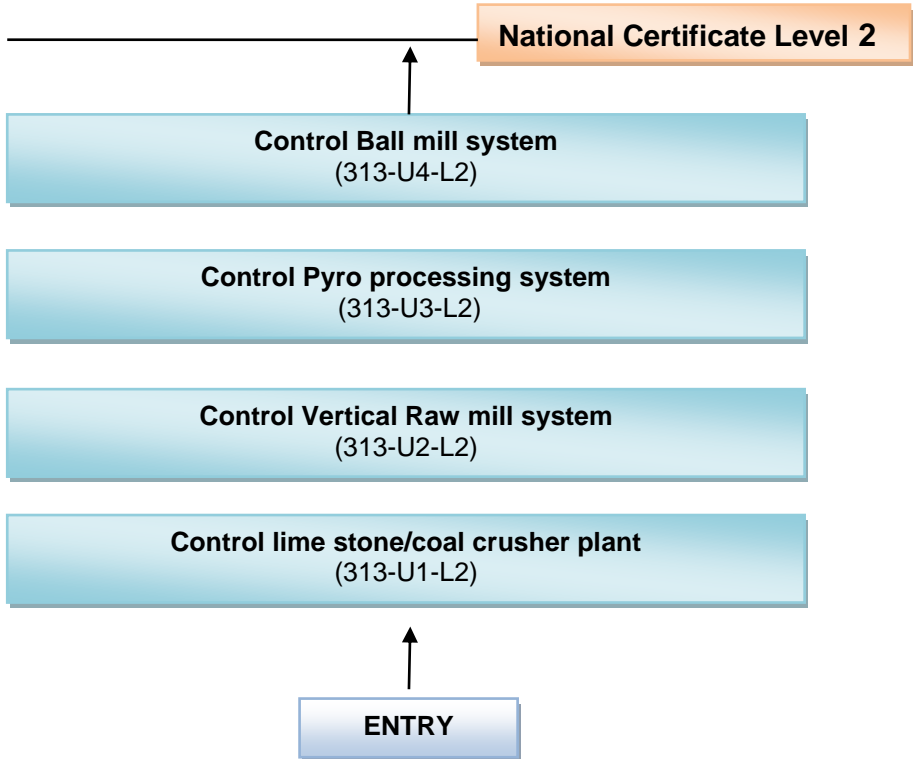 National Certificate Level 2
Control Ball mill system
(313-U4-L2)
Control Pyro processing system
(313-U3-L2)
Control Vertical Raw mill system
(313-U2-L2)
Control lime stone/coal crusher plant
(313-U1-L2)
ENTRY